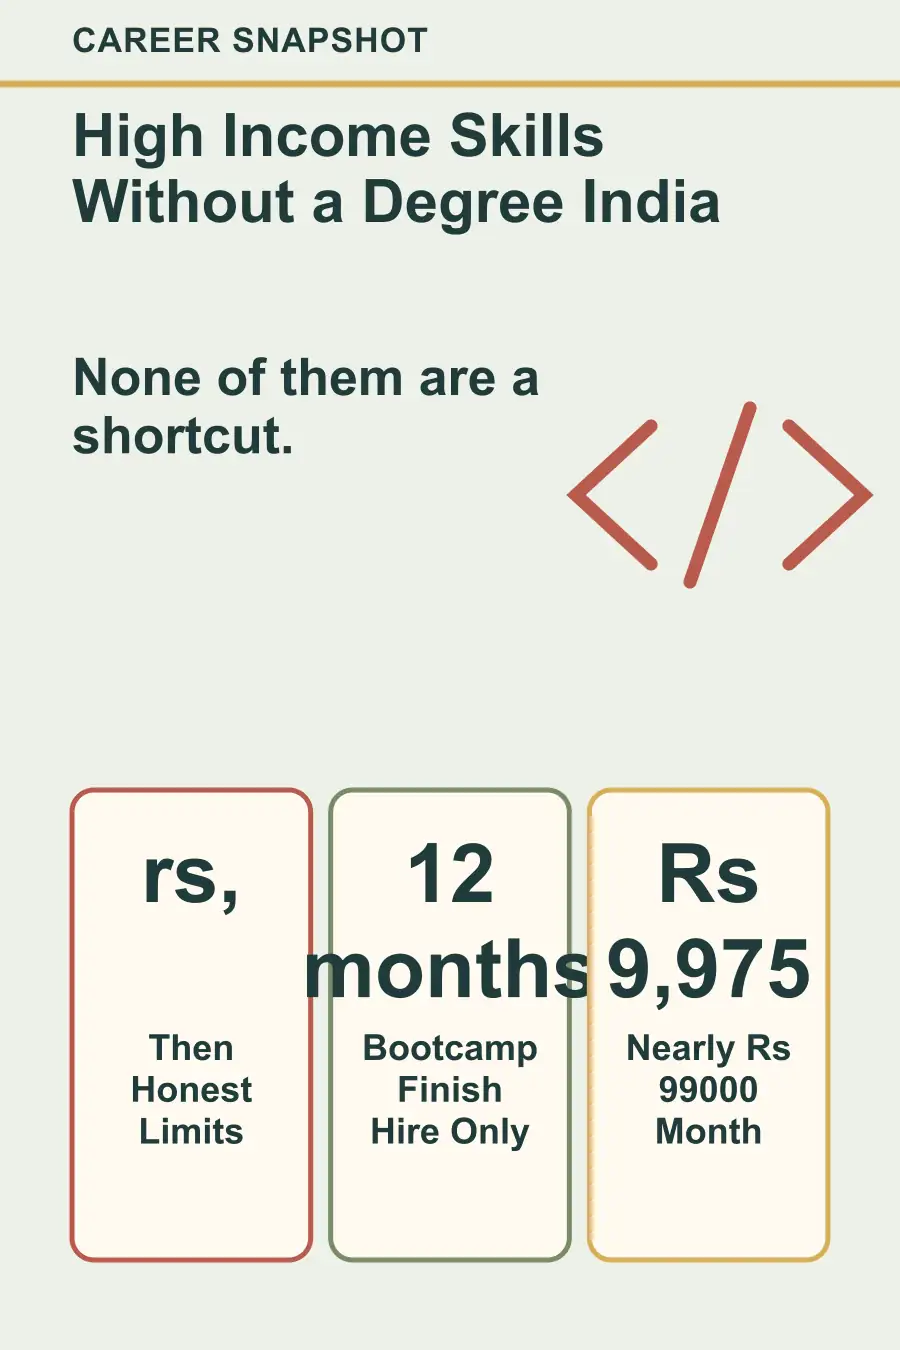 CAREER SNAPSHOT
High Income Skills
Without a Degree India
None of them are a
shortcut.
</>
rs,
Then
Honest
Limits
12
months
Bootcamp
Finish
Hire Only
Rs
9,975
Nearly Rs
99000
Month